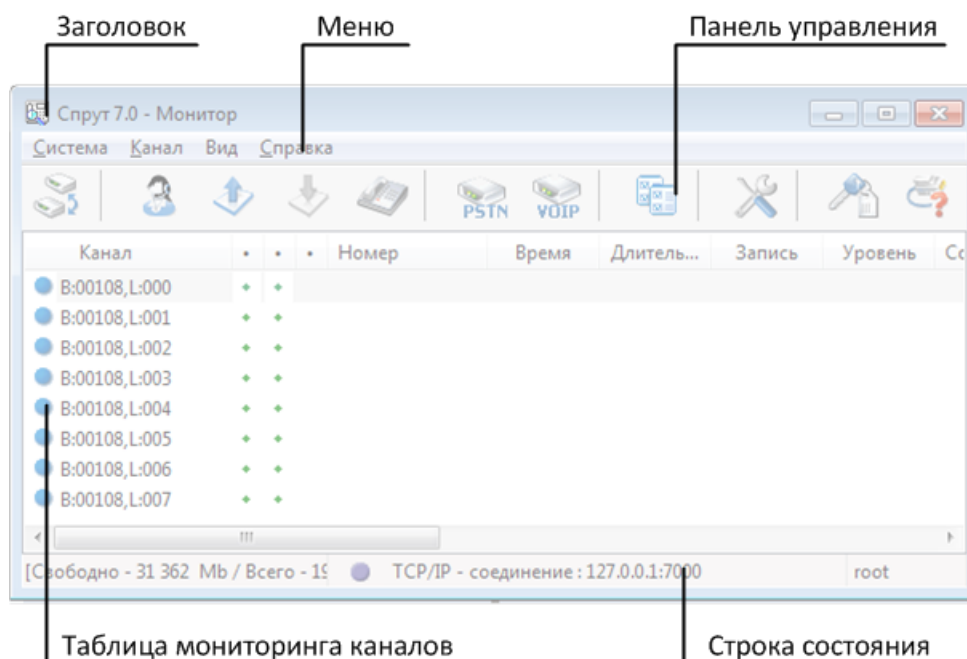 Заголовок Меню Панель управления
Спрут 7.0 - Монитор
Система Канал Вид Справка
PSTN VOIP
Канал Номер Время Длитель... Запись Уровень Сс
B:00108,L:000
B:00108,L:001
B:00108,L:002
B:00108,L:003
B:00108,L:004
B:00108,L:005
B:00108,L:006
B:00108,L:007
[Свободно - 31 362 Mb / Всего - 19 TCP/IP - соединение : 127.0.0.1:7000 root
Таблица мониторинга каналов Строка состояния